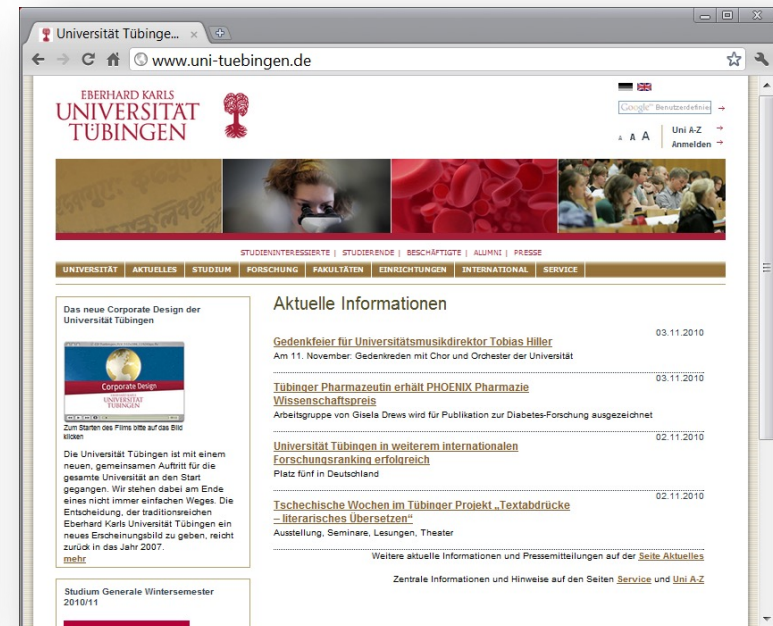 Universität Tübinge...
www.uni-tuebingen.de
EBERHARD KARLS
UNIVERSITÄT
TÜBINGEN
Google™ Benutzerdefinier
A A A
Uni A-Z
Anmelden
STUDIENINTERESSIERTE | STUDIERENDE | BESCHÄFTIGTE | ALUMNI | PRESSE
UNIVERSITÄT AKTUELLES STUDIUM FORSCHUNG FAKULTÄTEN EINRICHTUNGEN INTERNATIONAL SERVICE
Das neue Corporate Design der
Universität Tübingen
Corporate Design
UNIVERSITÄT
TÜBINGEN
Zum Starten des Films bitte auf das Bild
klicken
Die Universität Tübingen ist mit einem
neuen, gemeinsamen Auftritt für die
gesamte Universität an den Start
gegangen. Wir stehen dabei am Ende
eines nicht immer einfachen Weges. Die
Entscheidung, der traditionsreichen
Eberhard Karls Universität Tübingen ein
neues Erscheinungsbild zu geben, reicht
zurück in das Jahr 2007.
mehr
Studium Generale Wintersemester
2010/11
Aktuelle Informationen
03.11.2010
Gedenkfeier für Universitätsmusikdirektor Tobias Hiller
Am 11. November: Gedenkreden mit Chor und Orchester der Universität
03.11.2010
Tübinger Pharmazeutin erhält PHOENIX Pharmazie
Wissenschaftspreis
Arbeitsgruppe von Gisela Drews wird für Publikation zur Diabetes-Forschung ausgezeichnet
02.11.2010
Universität Tübingen in weiterem internationalen
Forschungsranking erfolgreich
Platz fünf in Deutschland
02.11.2010
Tschechische Wochen im Tübinger Projekt „Textabdrücke
– literarisches Übersetzen“
Ausstellung, Seminare, Lesungen, Theater
Weitere aktuelle Informationen und Pressemitteilungen auf der Seite Aktuelles
Zentrale Informationen und Hinweise auf den Seiten Service und Uni A-Z